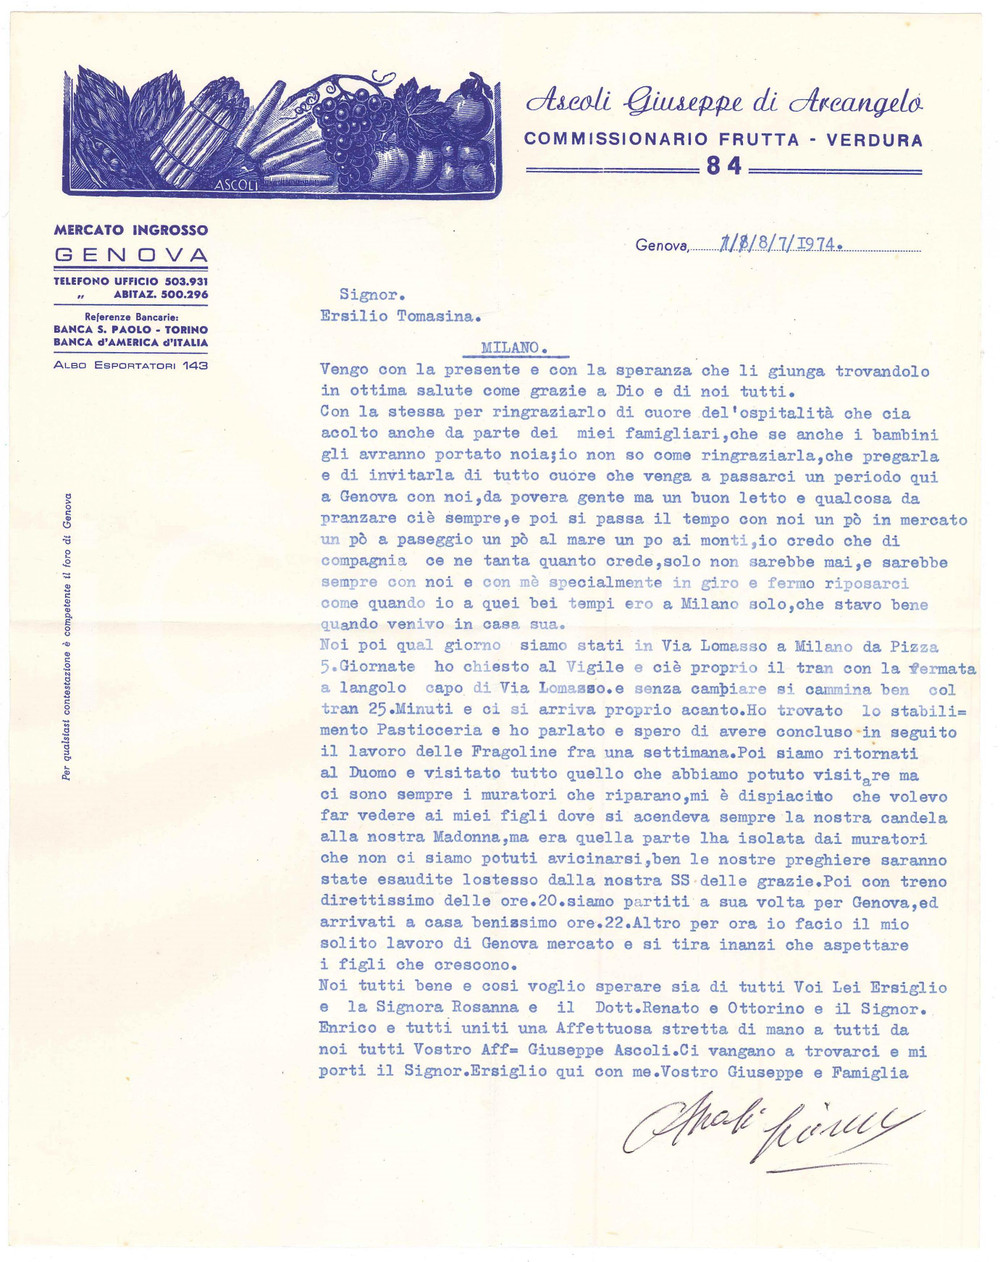 ASCOLI
Ascoli Giuseppe di Arcangelo
COMMISSIONARIO FRUTTA - VERDURA
84
MERCATO INGROSSO
GENOVA
TELEFONO UFFICIO 503.931
„ ABITAZ. 500.296
Referenze Bancarie:
BANCA S. PAOLO - TORINO
BANCA d'AMERICA d'ITALIA
ALBO ESPORTATORI 143
Per qualsiasi contestazione è competente il foro di Genova
Genova, 8/7/1974.
Signor.
Ersilio Tomasina.
MILANO.
Vengo con la presente e con la speranza che li giunga trovandolo
in ottima salute come grazie a Dio e di noi tutti.
Con la stessa per ringraziarlo di cuore del'ospitalità che cia
acolto anche da parte dei miei famigliari,che se anche i bambini
gli avranno portato noia;io non so come ringraziarla,che pregarla
e di invitarla di tutto cuore che venga a passarci un periodo qui
a Genova con noi,da povera gente ma un buon letto e qualcosa da
pranzare ciè sempre,e poi si passa il tempo con noi un pò in mercato
un pò a paseggio un pò al mare un po ai monti,io credo che di
compagnia ce ne tanta quanto crede,solo non sarebbe mai,e sarebbe
sempre con noi e con mè specialmente in giro e fermo riposarci
come quando io a quei bei tempi ero a Milano solo,che stavo bene
quando venivo in casa sua.
Noi poi qual giorno siamo stati in Via Lomasso a Milano da Pizza
5.Giornate ho chiesto al Vigile e ciè proprio il tran con la fermata
a langolo capo di Via Lomasso.e senza cambiare si cammina ben col
tran 25.Minuti e ci si arriva proprio acanto.Ho trovato lo stabili=
mento Pasticceria e ho parlato e spero di avere concluso in seguito
il lavoro delle Fragoline fra una settimana.Poi siamo ritornati
al Duomo e visitato tutto quello che abbiamo potuto visitare ma
ci sono sempre i muratori che riparano,mi è dispiaciuto che volevo
far vedere ai miei figli dove si acendeva sempre la nostra candela
alla nostra Madonna,ma era quella parte lha isolata dai muratori
che non ci siamo potuti avicinarsi,ben le nostre preghiere saranno
state esaudite lostesso dalla nostra SS delle grazie.Poi con treno
direttissimo delle ore.20.siamo partiti a sua volta per Genova,ed
arrivati a casa benissimo ore.22.Altro per ora io facio il mio
solito lavoro di Genova mercato e si tira inanzi che aspettare
i figli che crescono.
Noi tutti bene e cosi voglio sperare sia di tutti Voi Lei Ersiglio
e la Signora Rosanna e il Dott.Renato e Ottorino e il Signor.
Enrico e tutti uniti una Affettuosa stretta di mano a tutti da
noi tutti Vostro Aff= Giuseppe Ascoli.Ci vangano a trovarci e mi
porti il Signor.Ersiglio qui con me.Vostro Giuseppe e Famiglia
Ascoli